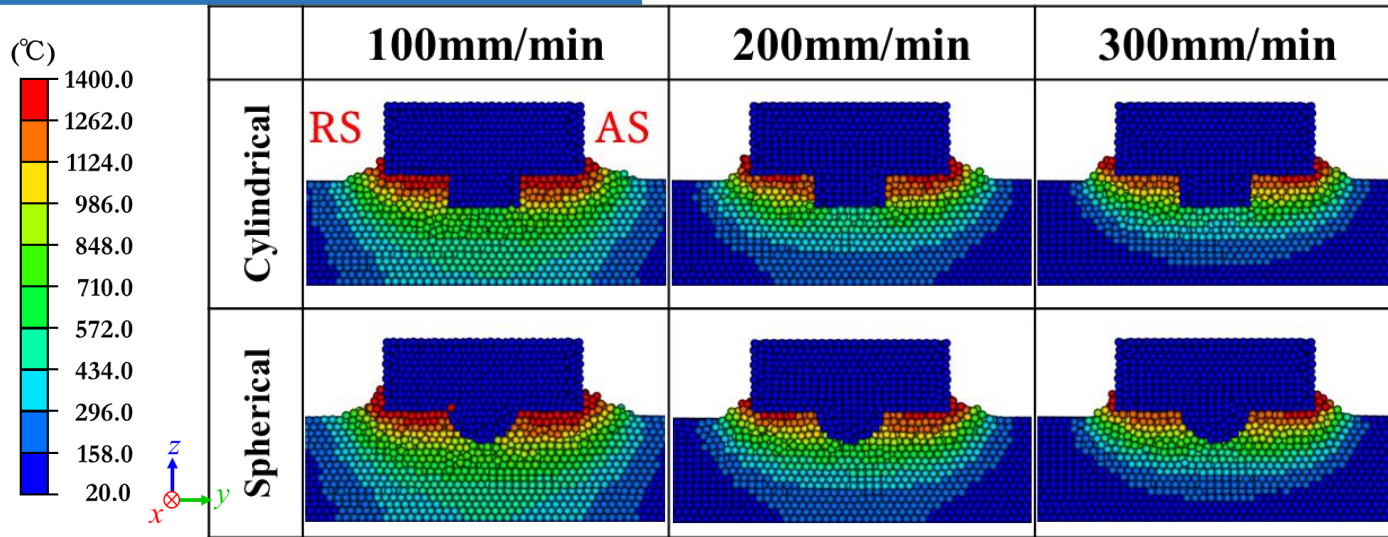 (℃)
1400.0
1262.0
1124.0
986.0
848.0
710.0
572.0
434.0
296.0
158.0
20.0
z
y
x
100mm/min 200mm/min 300mm/min
Cylindrical
RS AS
Spherical